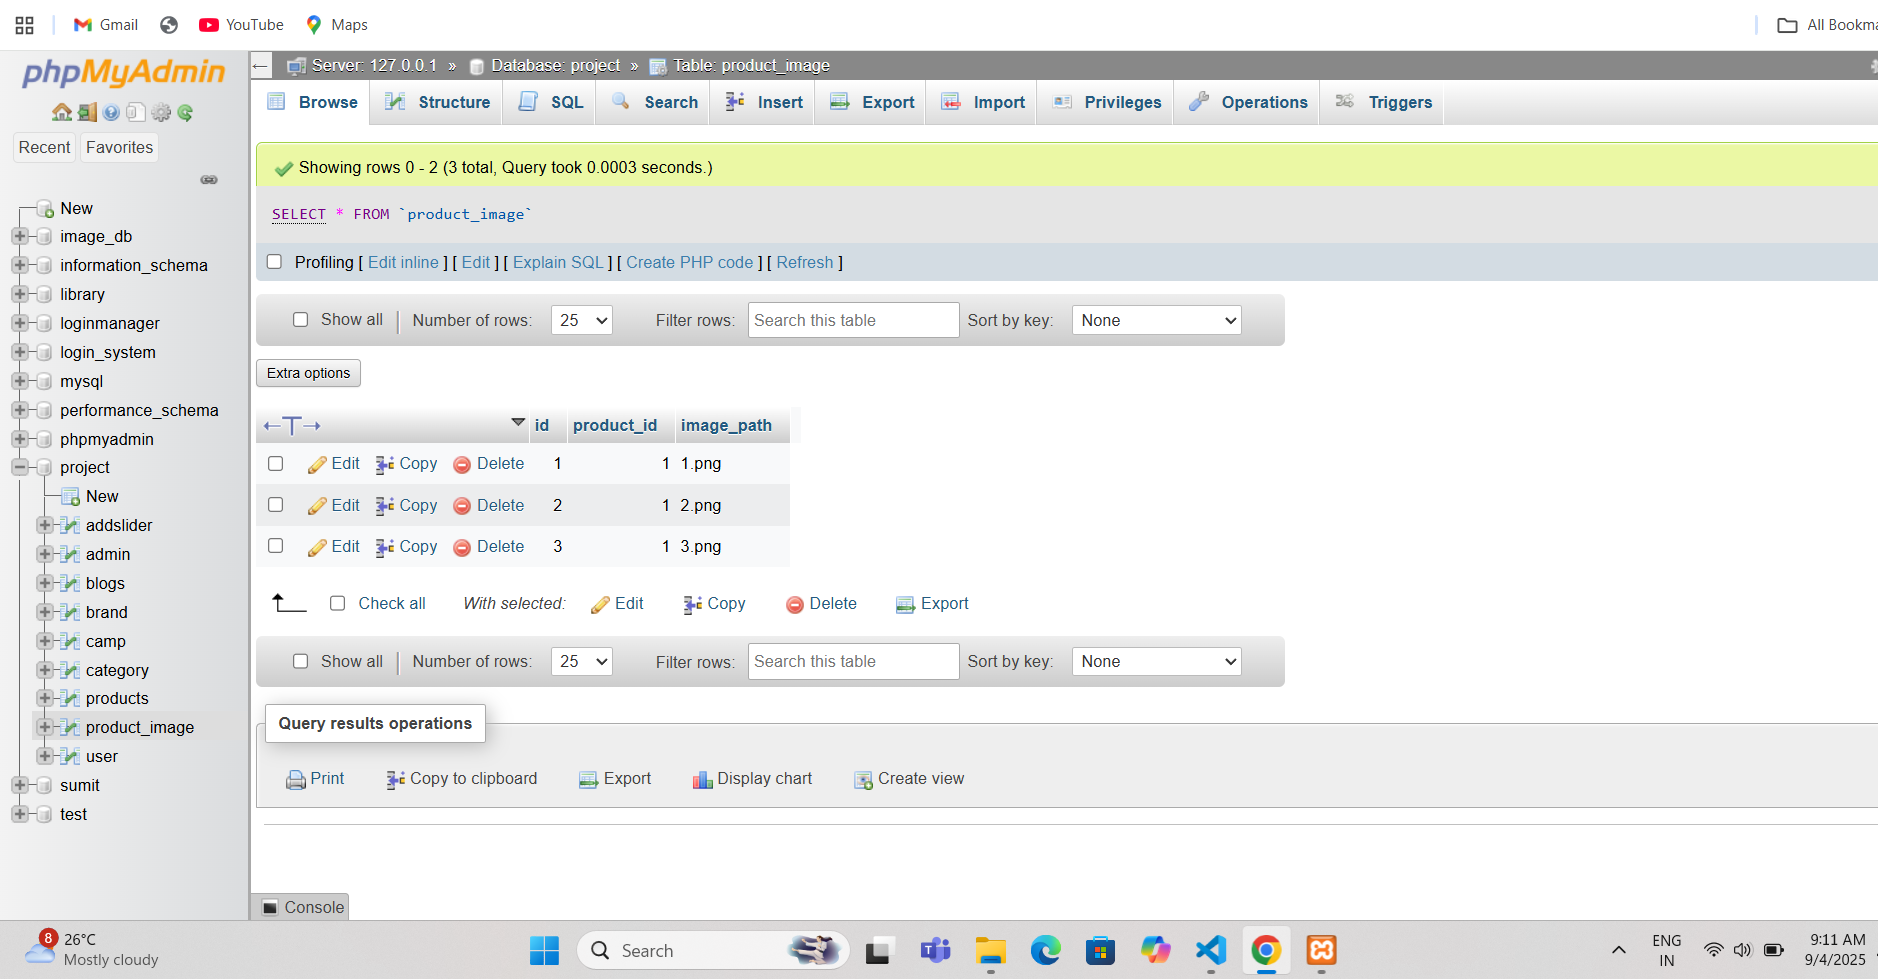 Gmail
YouTube
Maps
All Bookma
phpMyAdmin
Recent
Favorites
New
image_db
information_schema
library
loginmanager
login_system
mysql
performance_schema
phpmyadmin
project
New
addslider
admin
blogs
brand
camp
category
products
product_image
user
sumit
test
Server: 127.0.0.1 » Database: project » Table: product_image
Browse Structure SQL Search Insert Export Import Privileges Operations Triggers
Showing rows 0 - 2 (3 total, Query took 0.0003 seconds.)
SELECT * FROM `product_image`
Profiling [ Edit inline ] [ Edit ] [ Explain SQL ] [ Create PHP code ] [ Refresh ]
Show all | Number of rows: 25 Filter rows: Search this table Sort by key: None
Extra options
←T→ id product_id image_path
Edit Copy Delete 1 1 1.png
Edit Copy Delete 2 1 2.png
Edit Copy Delete 3 1 3.png
Check all With selected: Edit Copy Delete Export
Show all | Number of rows: 25 Filter rows: Search this table Sort by key: None
Query results operations
Print Copy to clipboard Export Display chart Create view
Console
8
26°C
Mostly cloudy
Search
ENG
IN
9:11 AM
9/4/2025